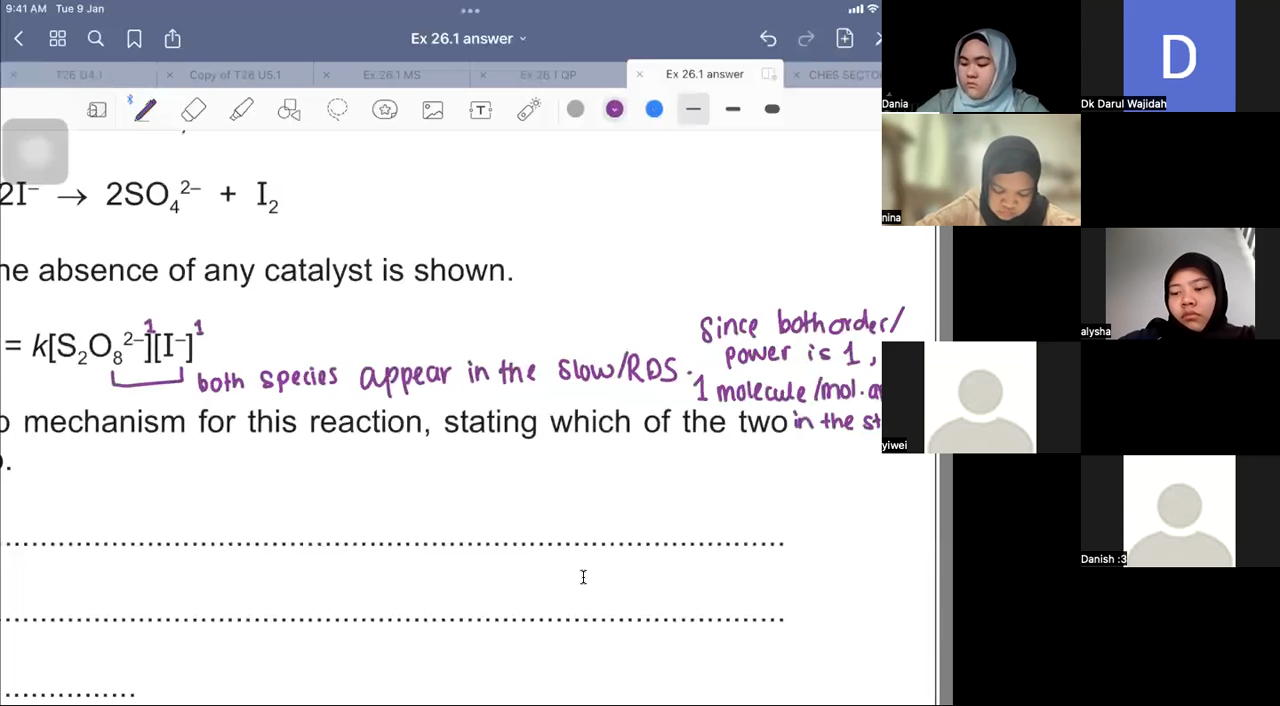 9:41 AM Tue 9 Jan
Ex 26.1 answer
T26 U4.1
Copy of T26 U5.1
Ex 26.1 MS
Ex 26.1 QP
Ex 26.1 answer
CHES SECTOR
2I⁻ → 2SO₄²⁻ + I₂
he absence of any catalyst is shown.
= k[S₂O₈²⁻]¹[I⁻]¹
both species appear in the slow/RDS.
Since both order/
power is 1,
1 molecule/mol.
o mechanism for this reaction, stating which of the two
in the
Dania
D
Dk Darul Wajidah
nina
alysha
yiwei
Danish :3